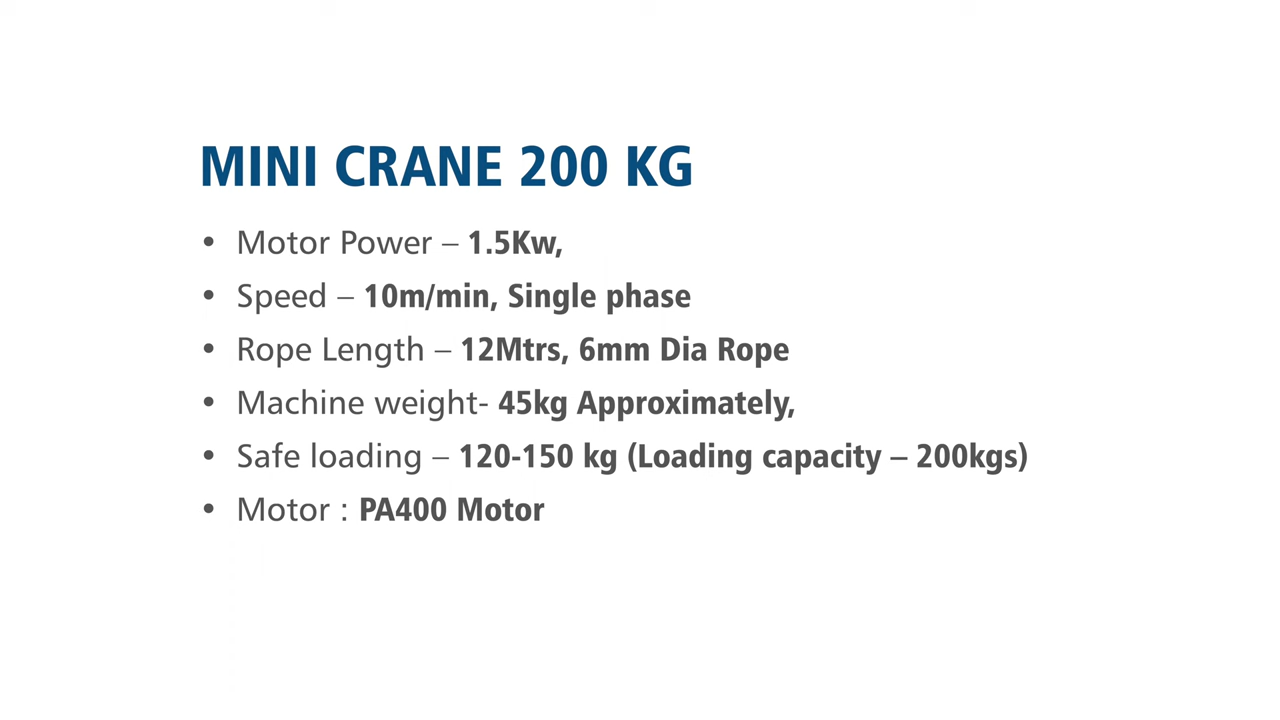 MINI CRANE 200 KG
• Motor Power – 1.5Kw,
• Speed – 10m/min, Single phase
• Rope Length – 12Mtrs, 6mm Dia Rope
• Machine weight- 45kg Approximately,
• Safe loading – 120-150 kg (Loading capacity – 200kgs)
• Motor : PA400 Motor